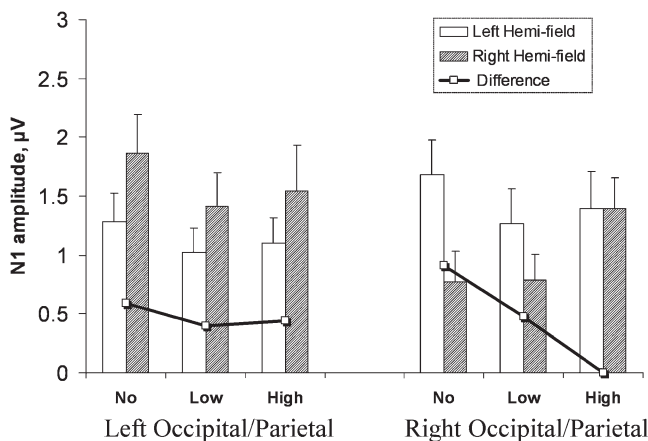 3
2.5
2
1.5
1
0.5
0
N1 amplitude, µV
Left Hemi-field
Right Hemi-field
Difference
No Low High No Low High
Left Occipital/Parietal Right Occipital/Parietal